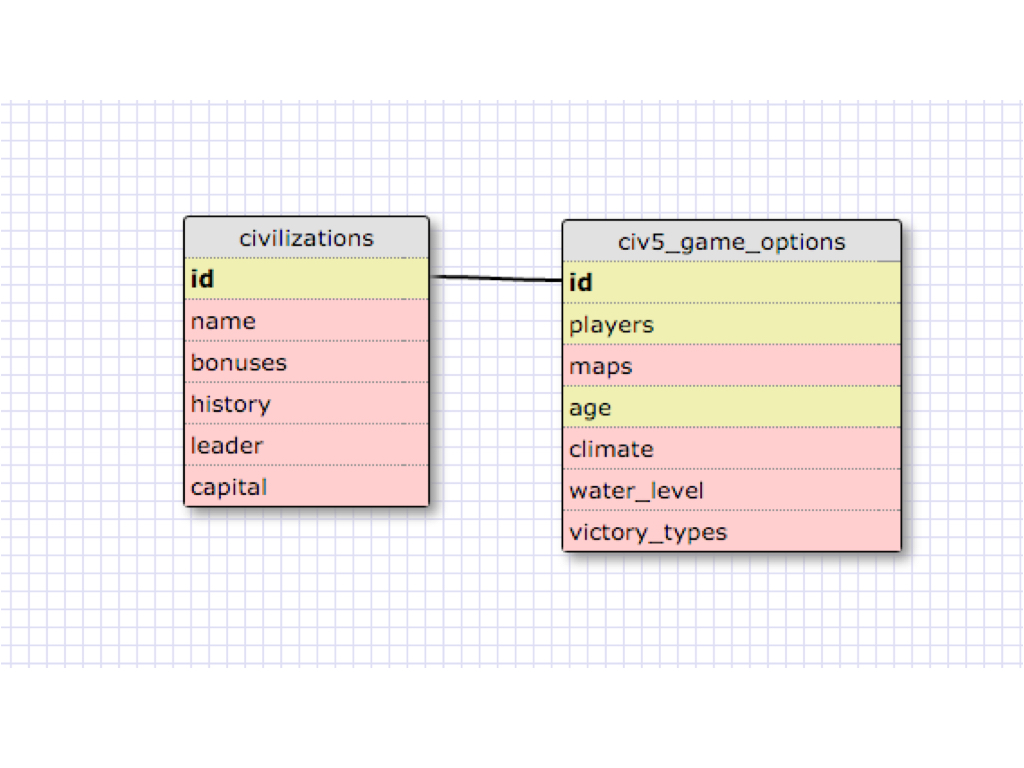 civilizations
id
name
bonuses
history
leader
capital
civ5_game_options
id
players
maps
age
climate
water_level
victory_types